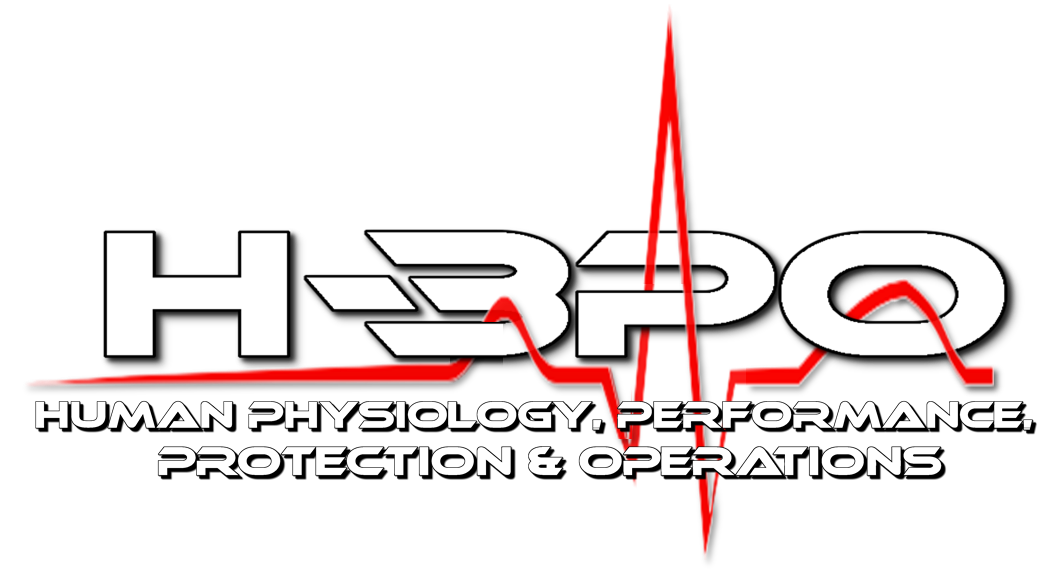 H-3PO
HUMAN PHYSIOLOGY, PERFORMANCE,
PROTECTION & OPERATIONS